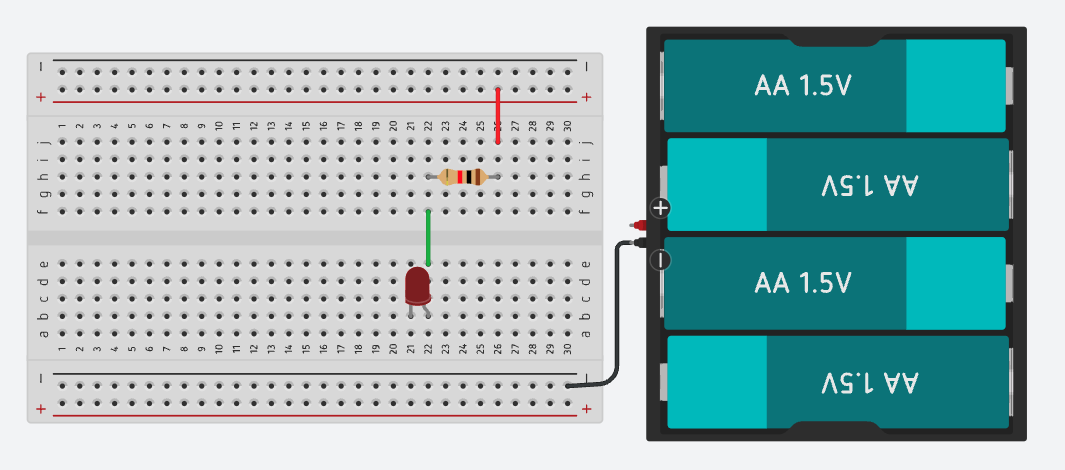 − −
+ +
1 2 3 4 5 6 7 8 9 10 11 12 13 14 15 16 17 18 19 20 21 22 23 24 25 27 28 29 30
j j
i i
h h
g g
f f
e e
d d
c c
b b
a a
1 2 3 4 5 6 7 8 9 10 11 12 13 14 15 16 17 18 19 20 21 22 23 24 25 26 27 28 29 30
− −
+ +
AA 1.5V
AA 1.5V
+
AA 1.5V
−
AA 1.5V